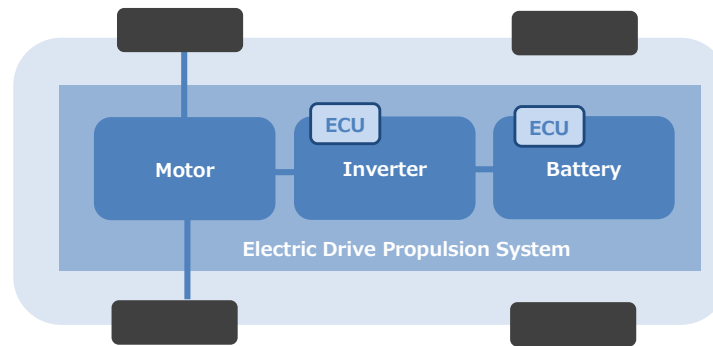 ECU
ECU
Motor
Inverter
Battery
Electric Drive Propulsion System